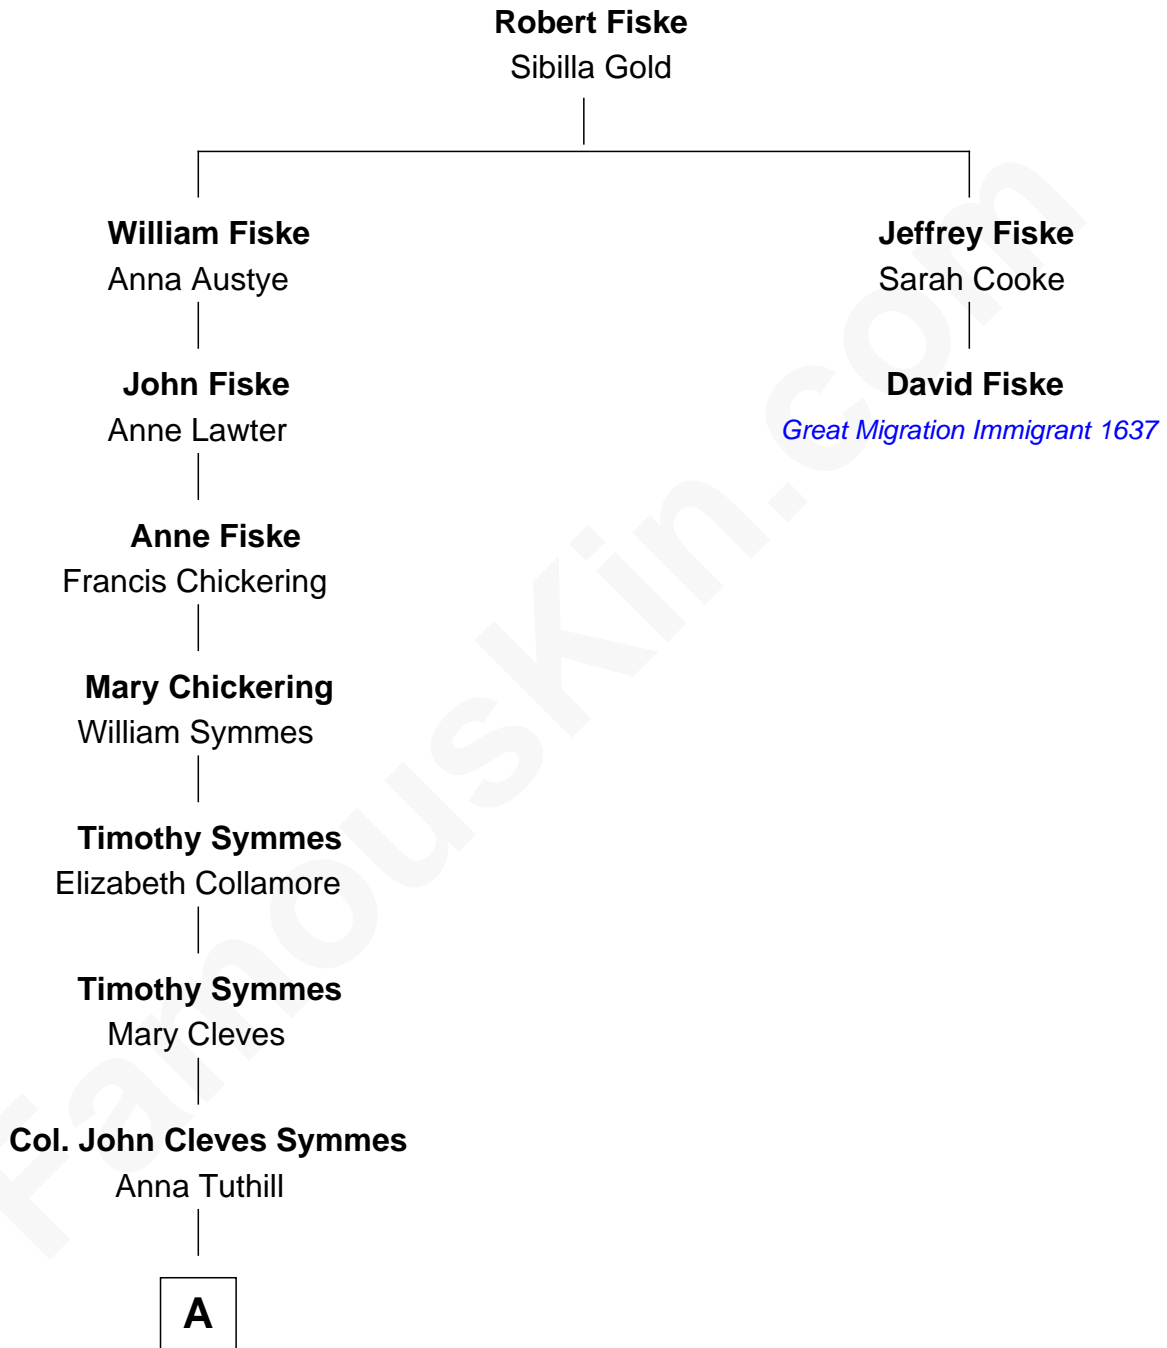 Robert Fiske
Sibilla Gold
William Fiske
Anna Austye
Jeffrey Fiske
Sarah Cooke
John Fiske
Anne Lawter
David Fiske
Great Migration Immigrant 1637
Anne Fiske
Francis Chickering
Mary Chickering
William Symmes
Timothy Symmes
Elizabeth Collamore
Timothy Symmes
Mary Cleves
Col. John Cleves Symmes
Anna Tuthill
A
FamousKin.com